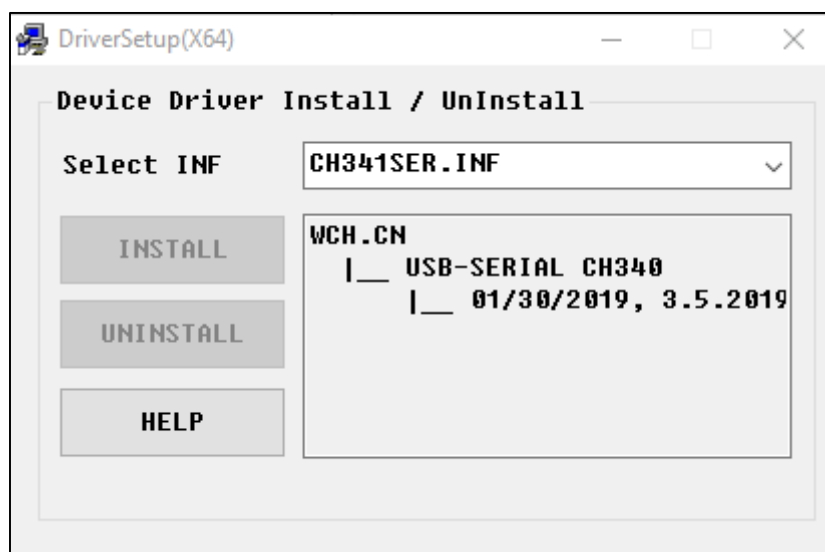 DriverSetup(X64)
Device Driver Install / UnInstall
Select INF
CH341SER.INF
INSTALL
UNINSTALL
HELP
WCH.CN
|__ USB-SERIAL CH340
|__ 01/30/2019, 3.5.2019